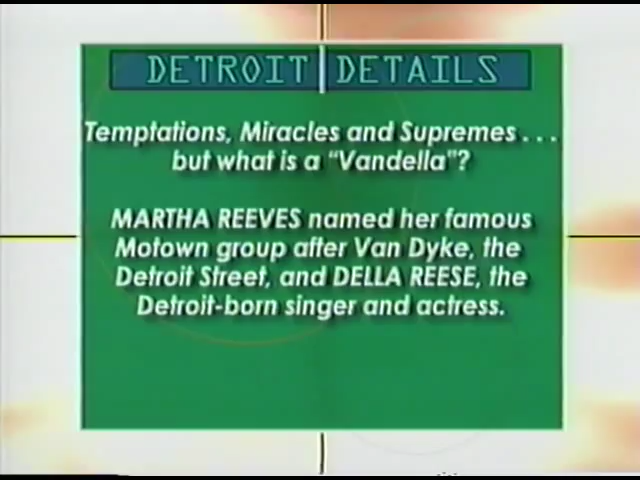 DETROIT DETAILS
Temptations, Miracles and Supremes . . .
but what is a “Vandella”?
MARTHA REEVES named her famous
Motown group after Van Dyke, the
Detroit Street, and DELLA REESE, the
Detroit-born singer and actress.